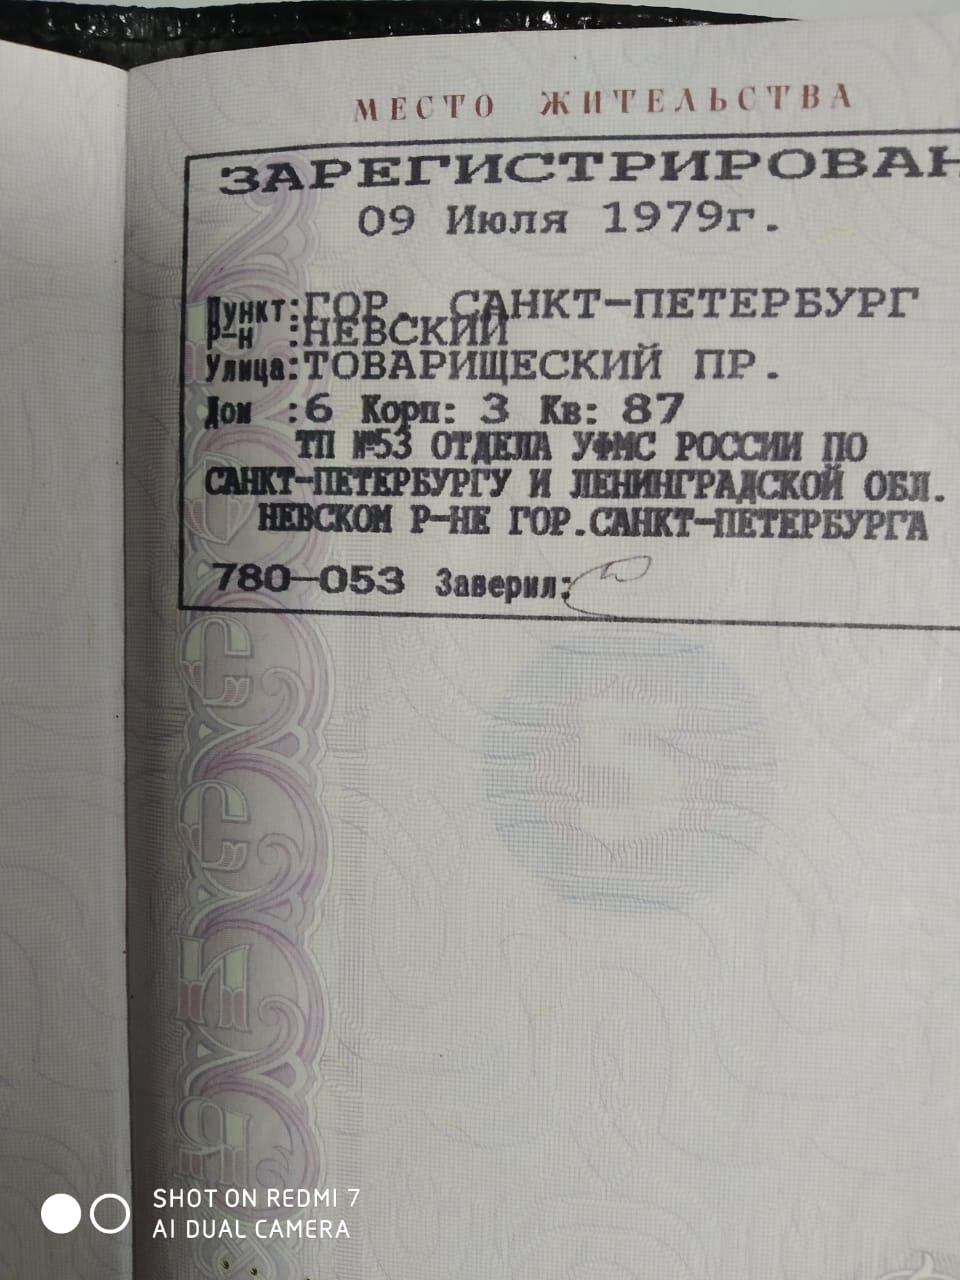 МЕСТО ЖИТЕЛЬСТВА
ЗАРЕГИСТРИРОВАН
09 Июля 1979г.
Пункт:ГОР. САНКТ-ПЕТЕРБУРГ
Р-н :НЕВСКИЙ
Улица:ТОВАРИЩЕСКИЙ ПР.
Дом :6 Корп: 3 Кв: 87
ТП №53 ОТДЕЛА УФМС РОССИИ ПО
САНКТ-ПЕТЕРБУРГУ И ЛЕНИНГРАДСКОЙ ОБЛ.
НЕВСКОМ Р-НЕ ГОР.САНКТ-ПЕТЕРБУРГА
780-053 Заверил:
5
SHOT ON REDMI 7
AI DUAL CAMERA